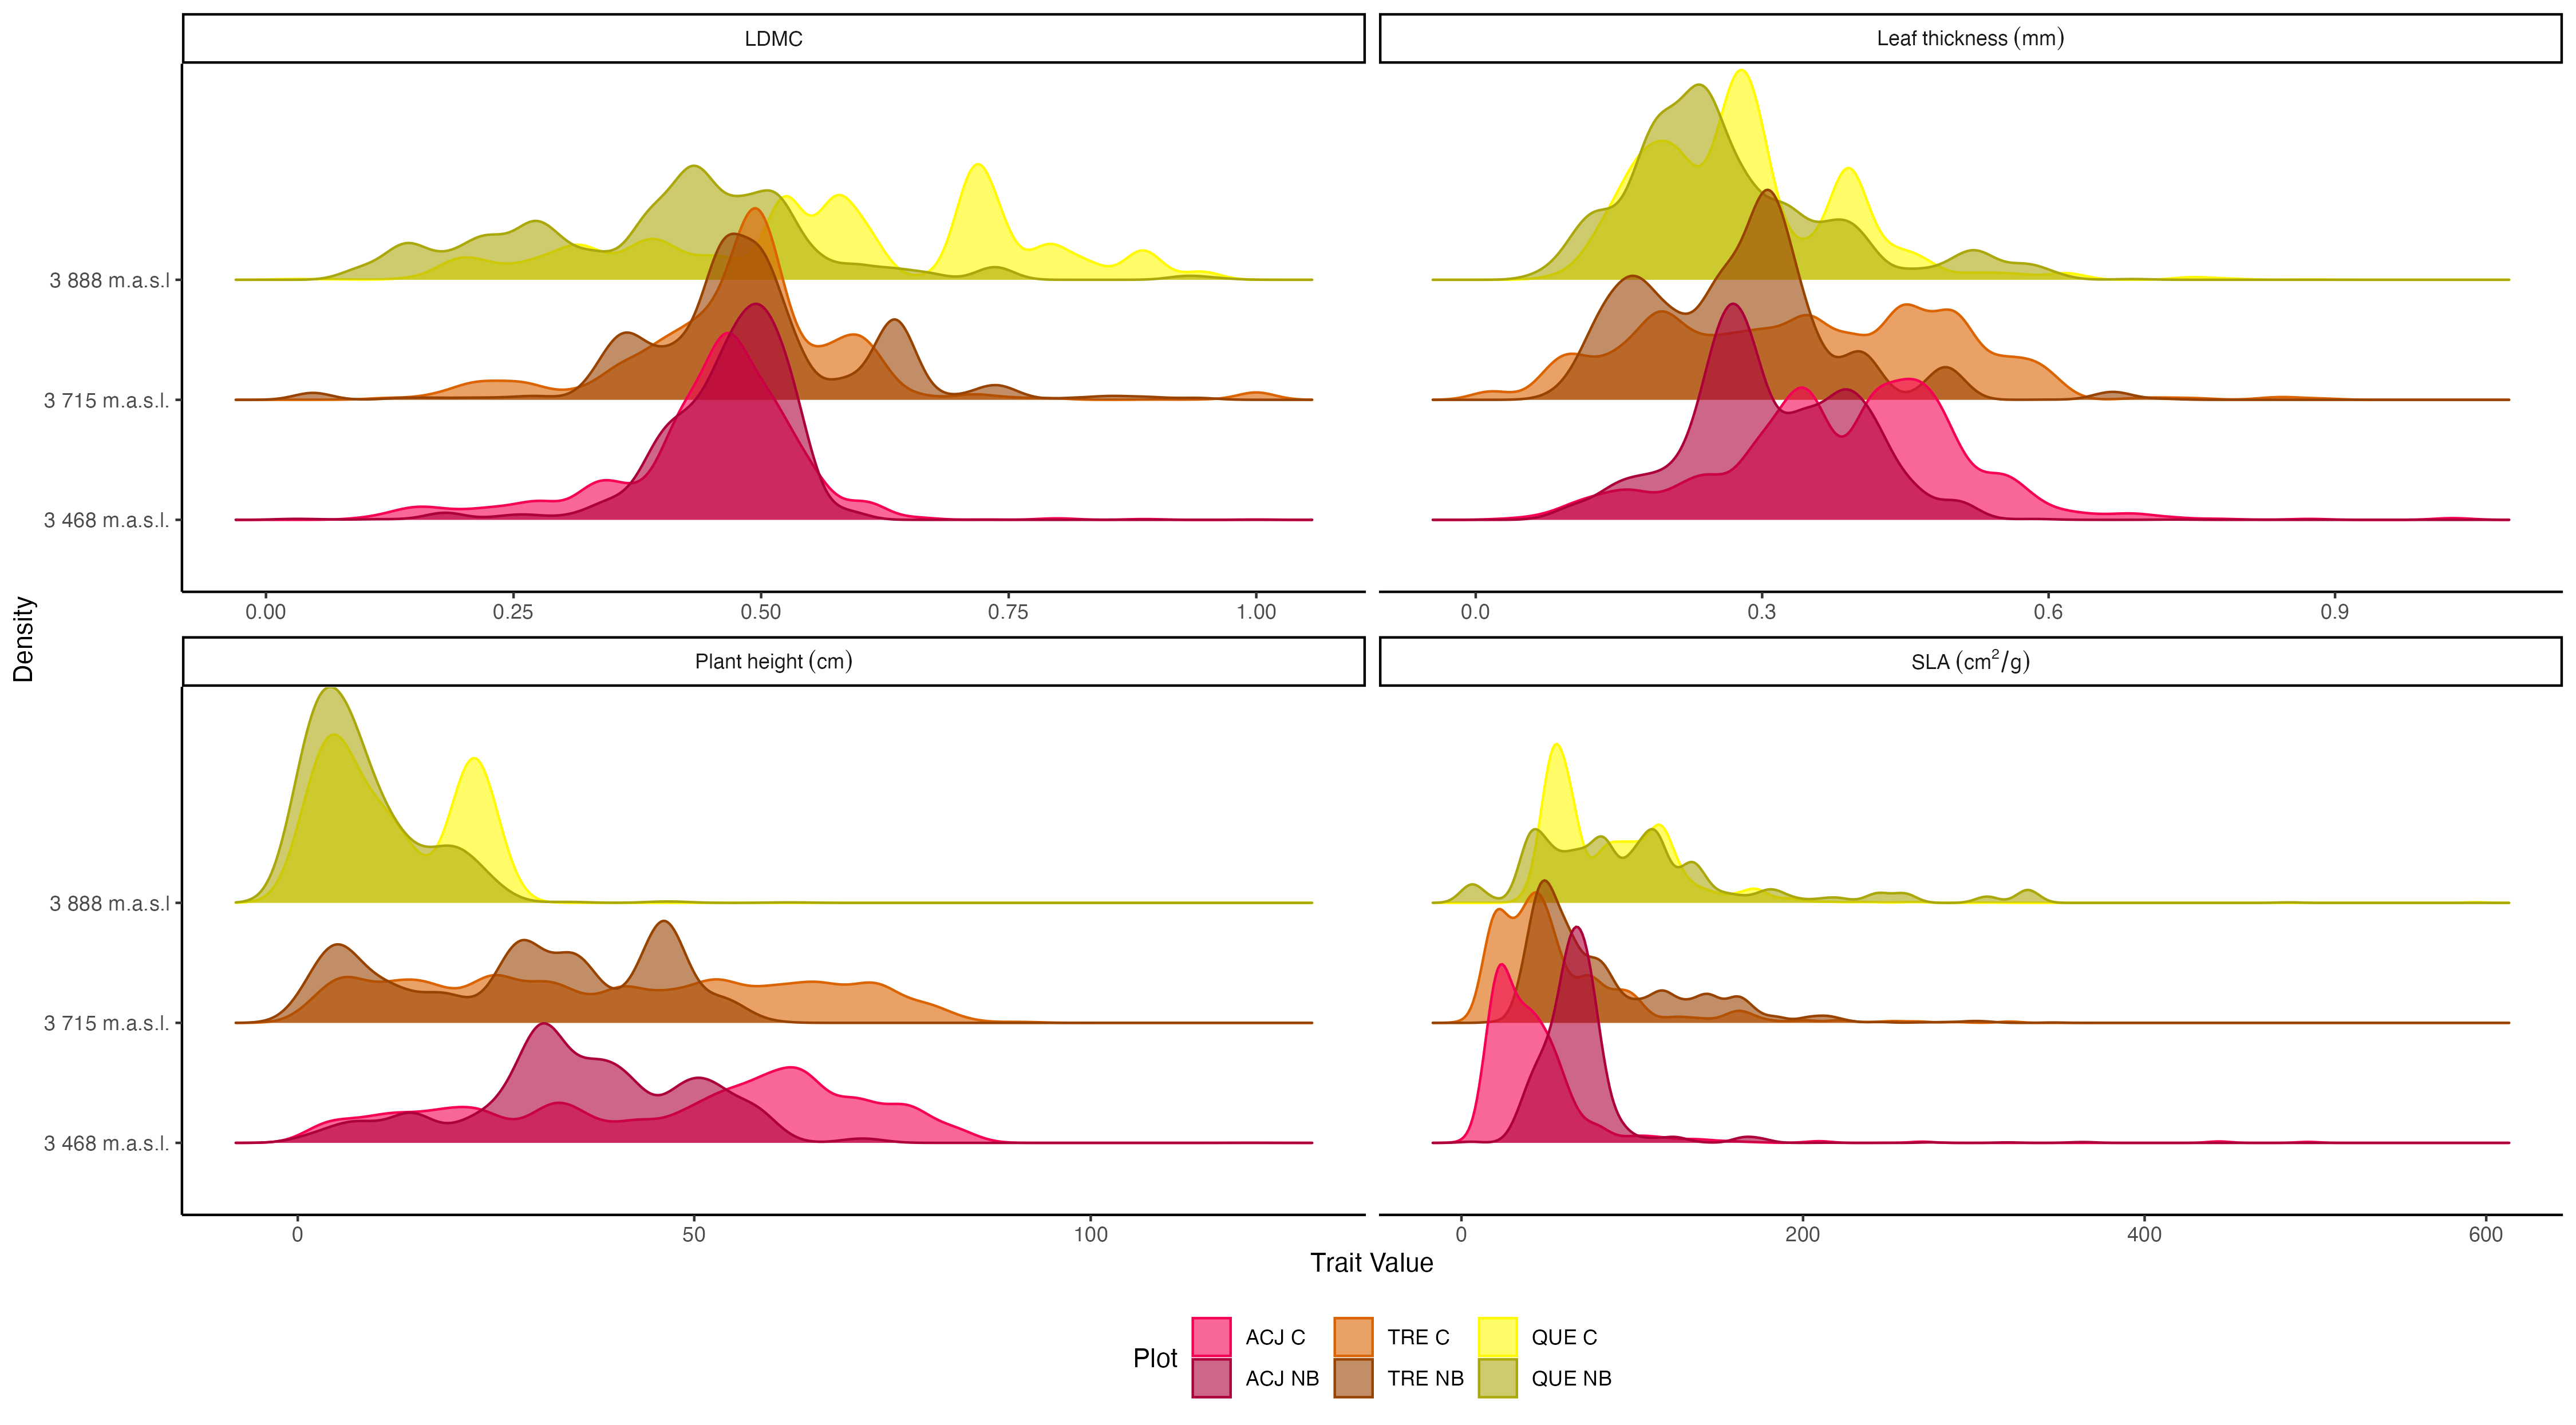 LDMC
Leaf thickness (mm)
3 888 m.a.s.l
3 715 m.a.s.l.
3 468 m.a.s.l.
0.00 0.25 0.50 0.75 1.00
0.0 0.3 0.6 0.9
Density
Plant height (cm)
SLA (cm²/g)
3 888 m.a.s.l
3 715 m.a.s.l.
3 468 m.a.s.l.
0 50 100
0 200 400 600
Trait Value
Plot
ACJ C TRE C QUE C
ACJ NB TRE NB QUE NB